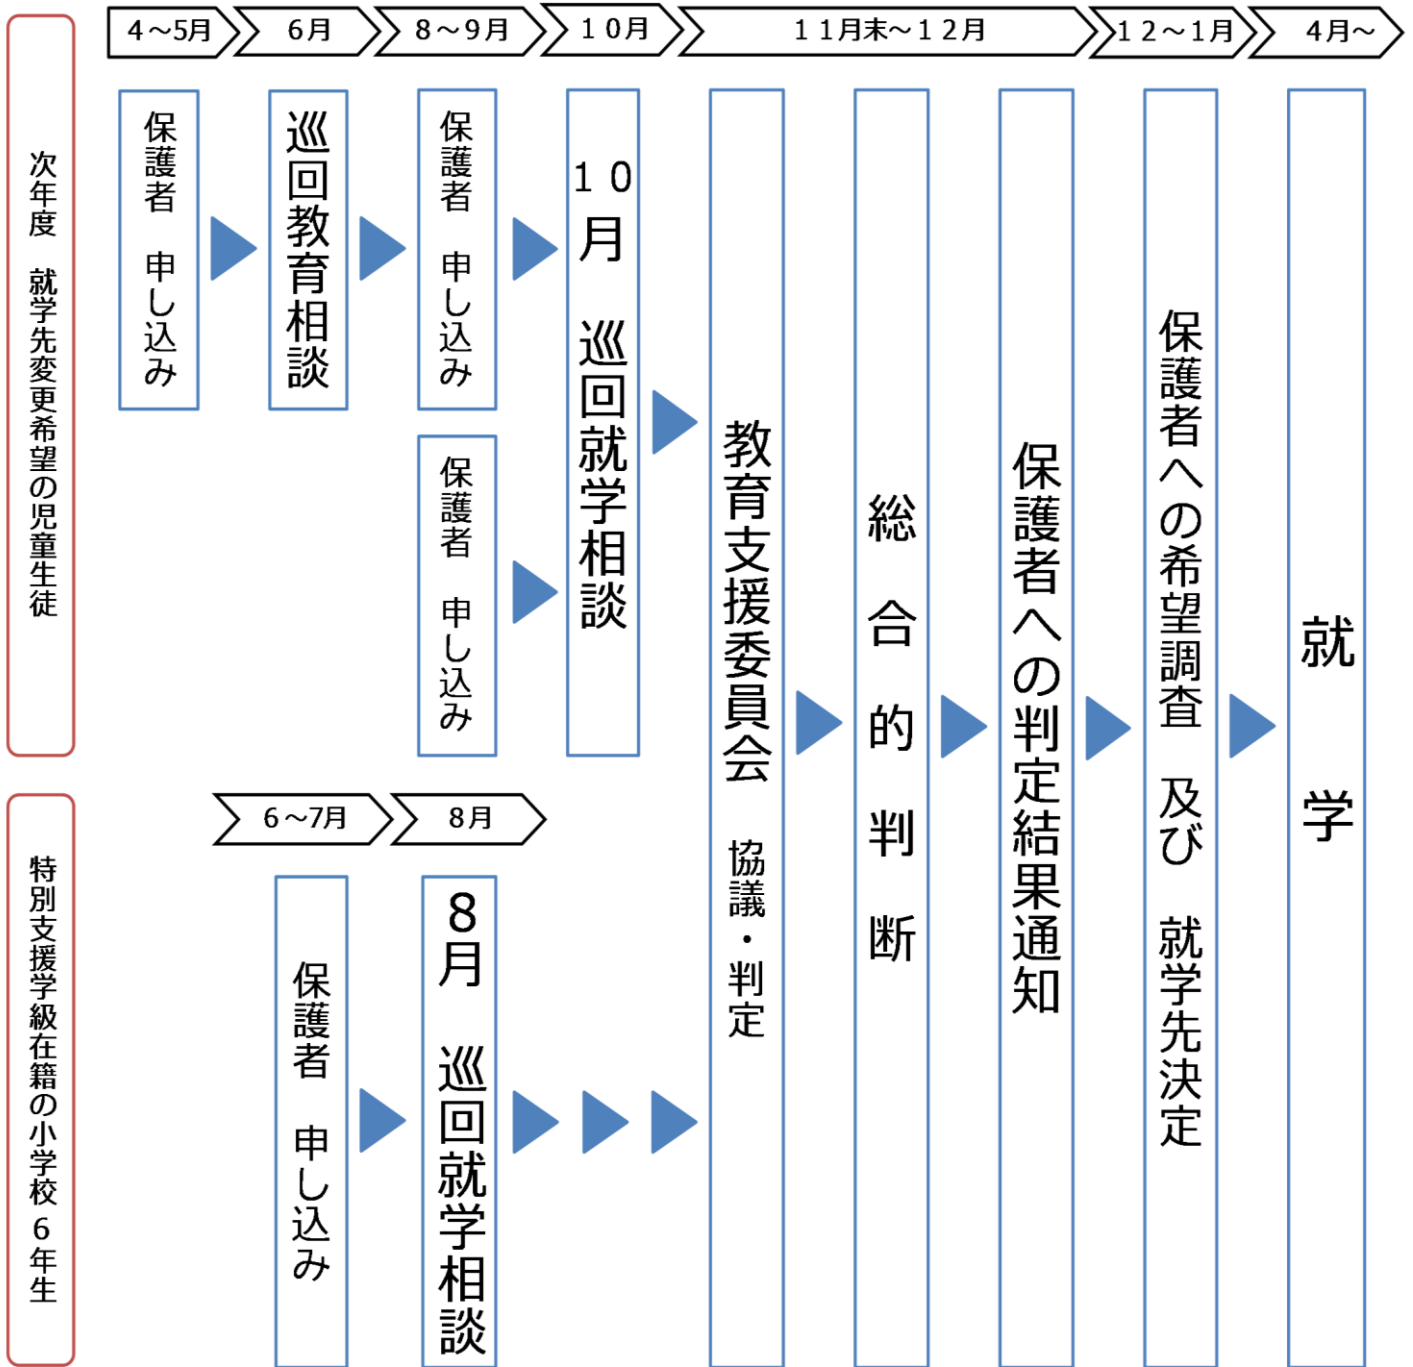 4～5月
6月
8～9月
１０月
１１月末～１２月
１２～１月
4月～
次年度　就学先変更希望の児童生徒
保護者　申し込み
巡回教育相談
保護者　申し込み
保護者　申し込み
１０月　巡回就学相談
教育支援委員会　協議・判定
総合的判断
保護者への判定結果通知
保護者への希望調査　及び　就学先決定
就学
6～7月
8月
特別支援学級在籍の小学校６年生
保護者　申し込み
８月　巡回就学相談